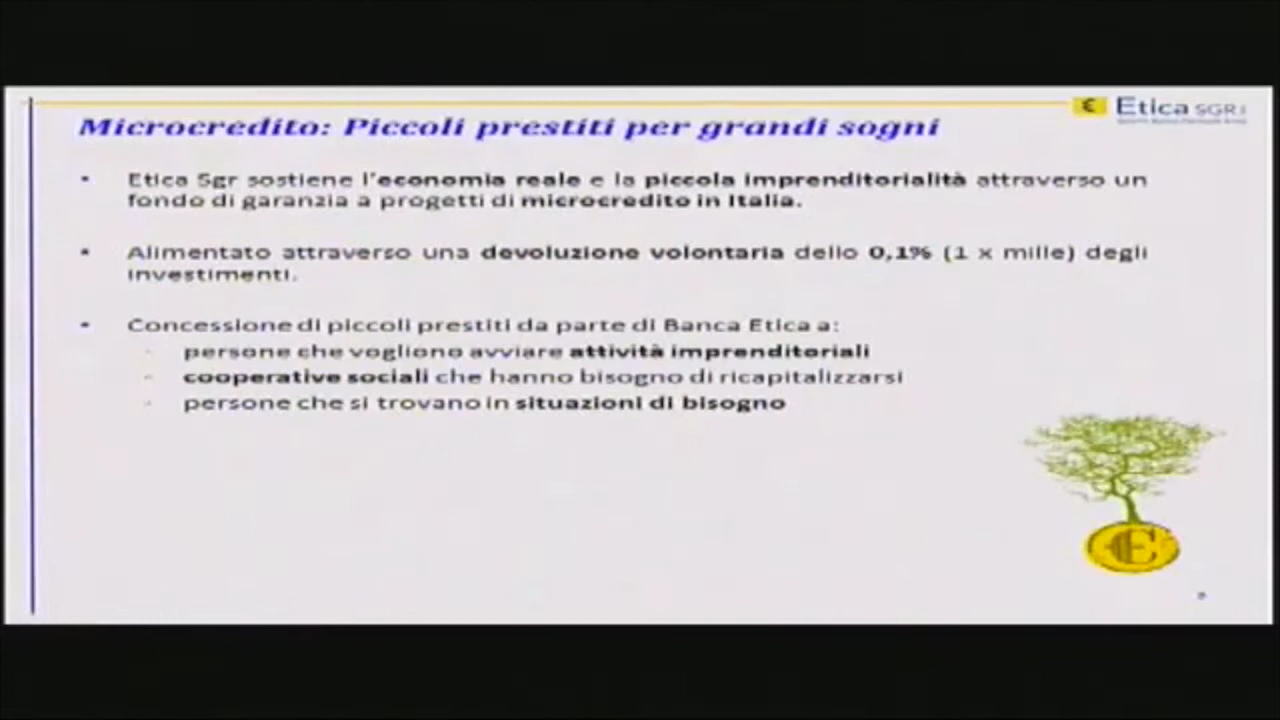 Etica SGR
Microcredito: Piccoli prestiti per grandi sogni
• Etica Sgr sostiene l'economia reale e la piccola imprenditorialità attraverso un
fondo di garanzia a progetti di microcredito in Italia.
• Alimentato attraverso una devoluzione volontaria dello 0,1% (1 x mille) degli
investimenti.
• Concessione di piccoli prestiti da parte di Banca Etica a:
- persone che vogliono avviare attività imprenditoriali
- cooperative sociali che hanno bisogno di ricapitalizzarsi
- persone che si trovano in situazioni di bisogno
€